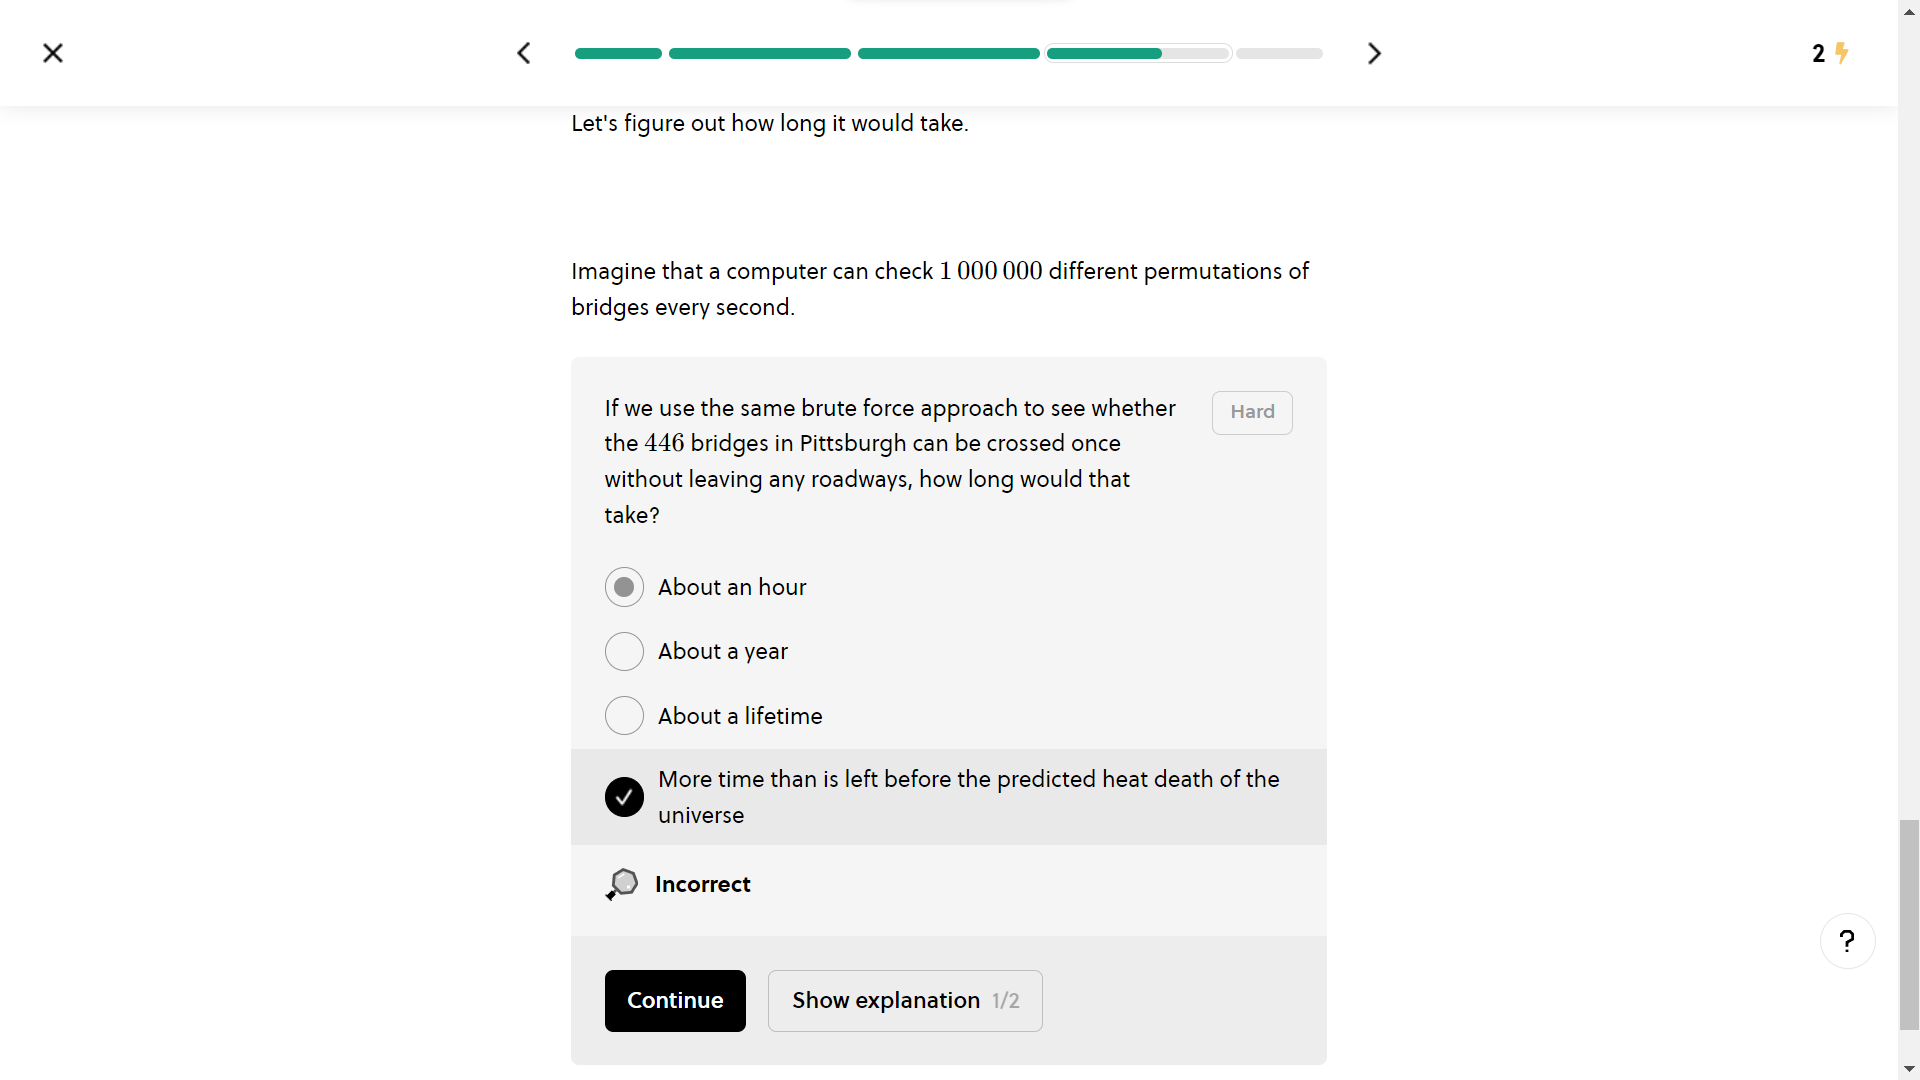 2
Let's figure out how long it would take.
Imagine that a computer can check 1 000 000 different permutations of
bridges every second.
If we use the same brute force approach to see whether
the 446 bridges in Pittsburgh can be crossed once
without leaving any roadways, how long would that
take?
Hard
About an hour
About a year
About a lifetime
More time than is left before the predicted heat death of the
universe
Incorrect
Continue
Show explanation 1/2
?